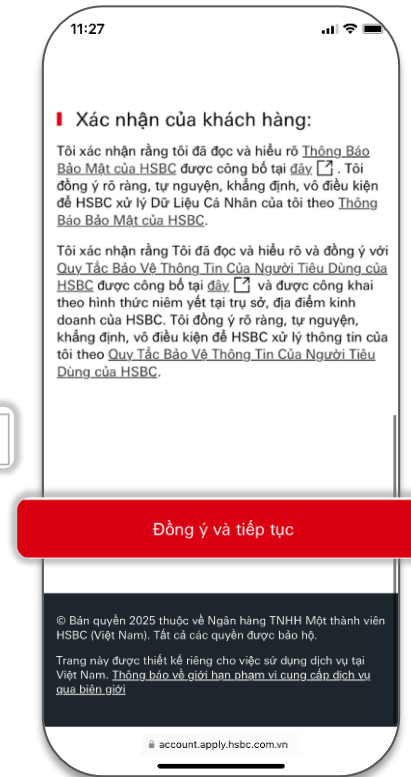 11:27
Xác nhận của khách hàng:
Tôi xác nhận rằng tôi đã đọc và hiểu rõ Thông Báo
Bảo Mật của HSBC được công bố tại đây . Tôi
đồng ý rõ ràng, tự nguyện, khẳng định, vô điều kiện
để HSBC xử lý Dữ Liệu Cá Nhân của tôi theo Thông
Báo Bảo Mật của HSBC.
Tôi xác nhận rằng Tôi đã đọc và hiểu rõ và đồng ý với
Quy Tắc Bảo Vệ Thông Tin Của Người Tiêu Dùng của
HSBC được công bố tại đây và được công khai
theo hình thức niêm yết tại trụ sở, địa điểm kinh
doanh của HSBC. Tôi đồng ý rõ ràng, tự nguyện,
khẳng định, vô điều kiện để HSBC xử lý thông tin của
tôi theo Quy Tắc Bảo Vệ Thông Tin Của Người Tiêu
Dùng của HSBC.
Đồng ý và tiếp tục
© Bản quyền 2025 thuộc về Ngân hàng TNHH Một thành viên
HSBC (Việt Nam). Tất cả các quyền được bảo hộ.
Trang này được thiết kế riêng cho việc sử dụng dịch vụ tại
Việt Nam. Thông báo về giới hạn phạm vi cung cấp dịch vụ
qua biên giới
account.apply.hsbc.com.vn